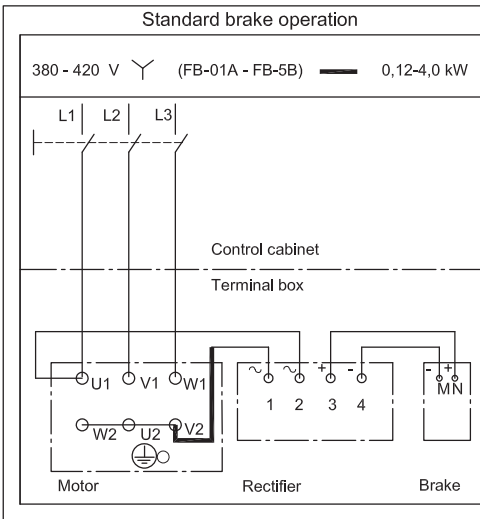 Standard brake operation
380 - 420 V (FB-01A - FB-5B) 0,12-4,0 kW
L1 L2 L3
Control cabinet
Terminal box
U1 V1 W1 ~ ~ + - - +
1 2 3 4 M N
W2 U2 V2
Motor Rectifier Brake